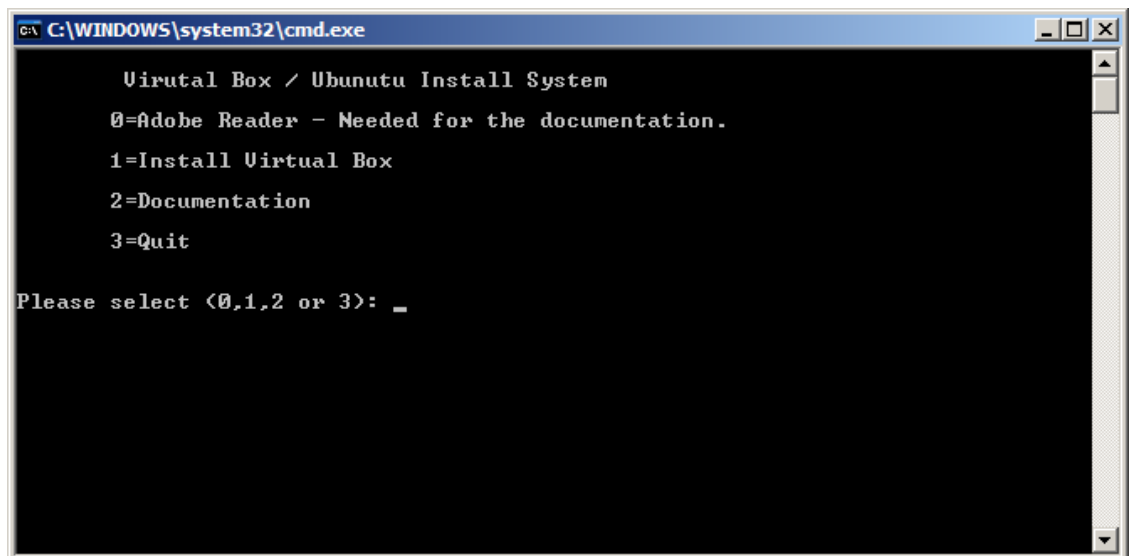 C:\WINDOWS\system32\cmd.exe
Virutal Box / Ubunutu Install System
0=Adobe Reader - Needed for the documentation.
1=Install Virtual Box
2=Documentation
3=Quit
Please select (0,1,2 or 3): _